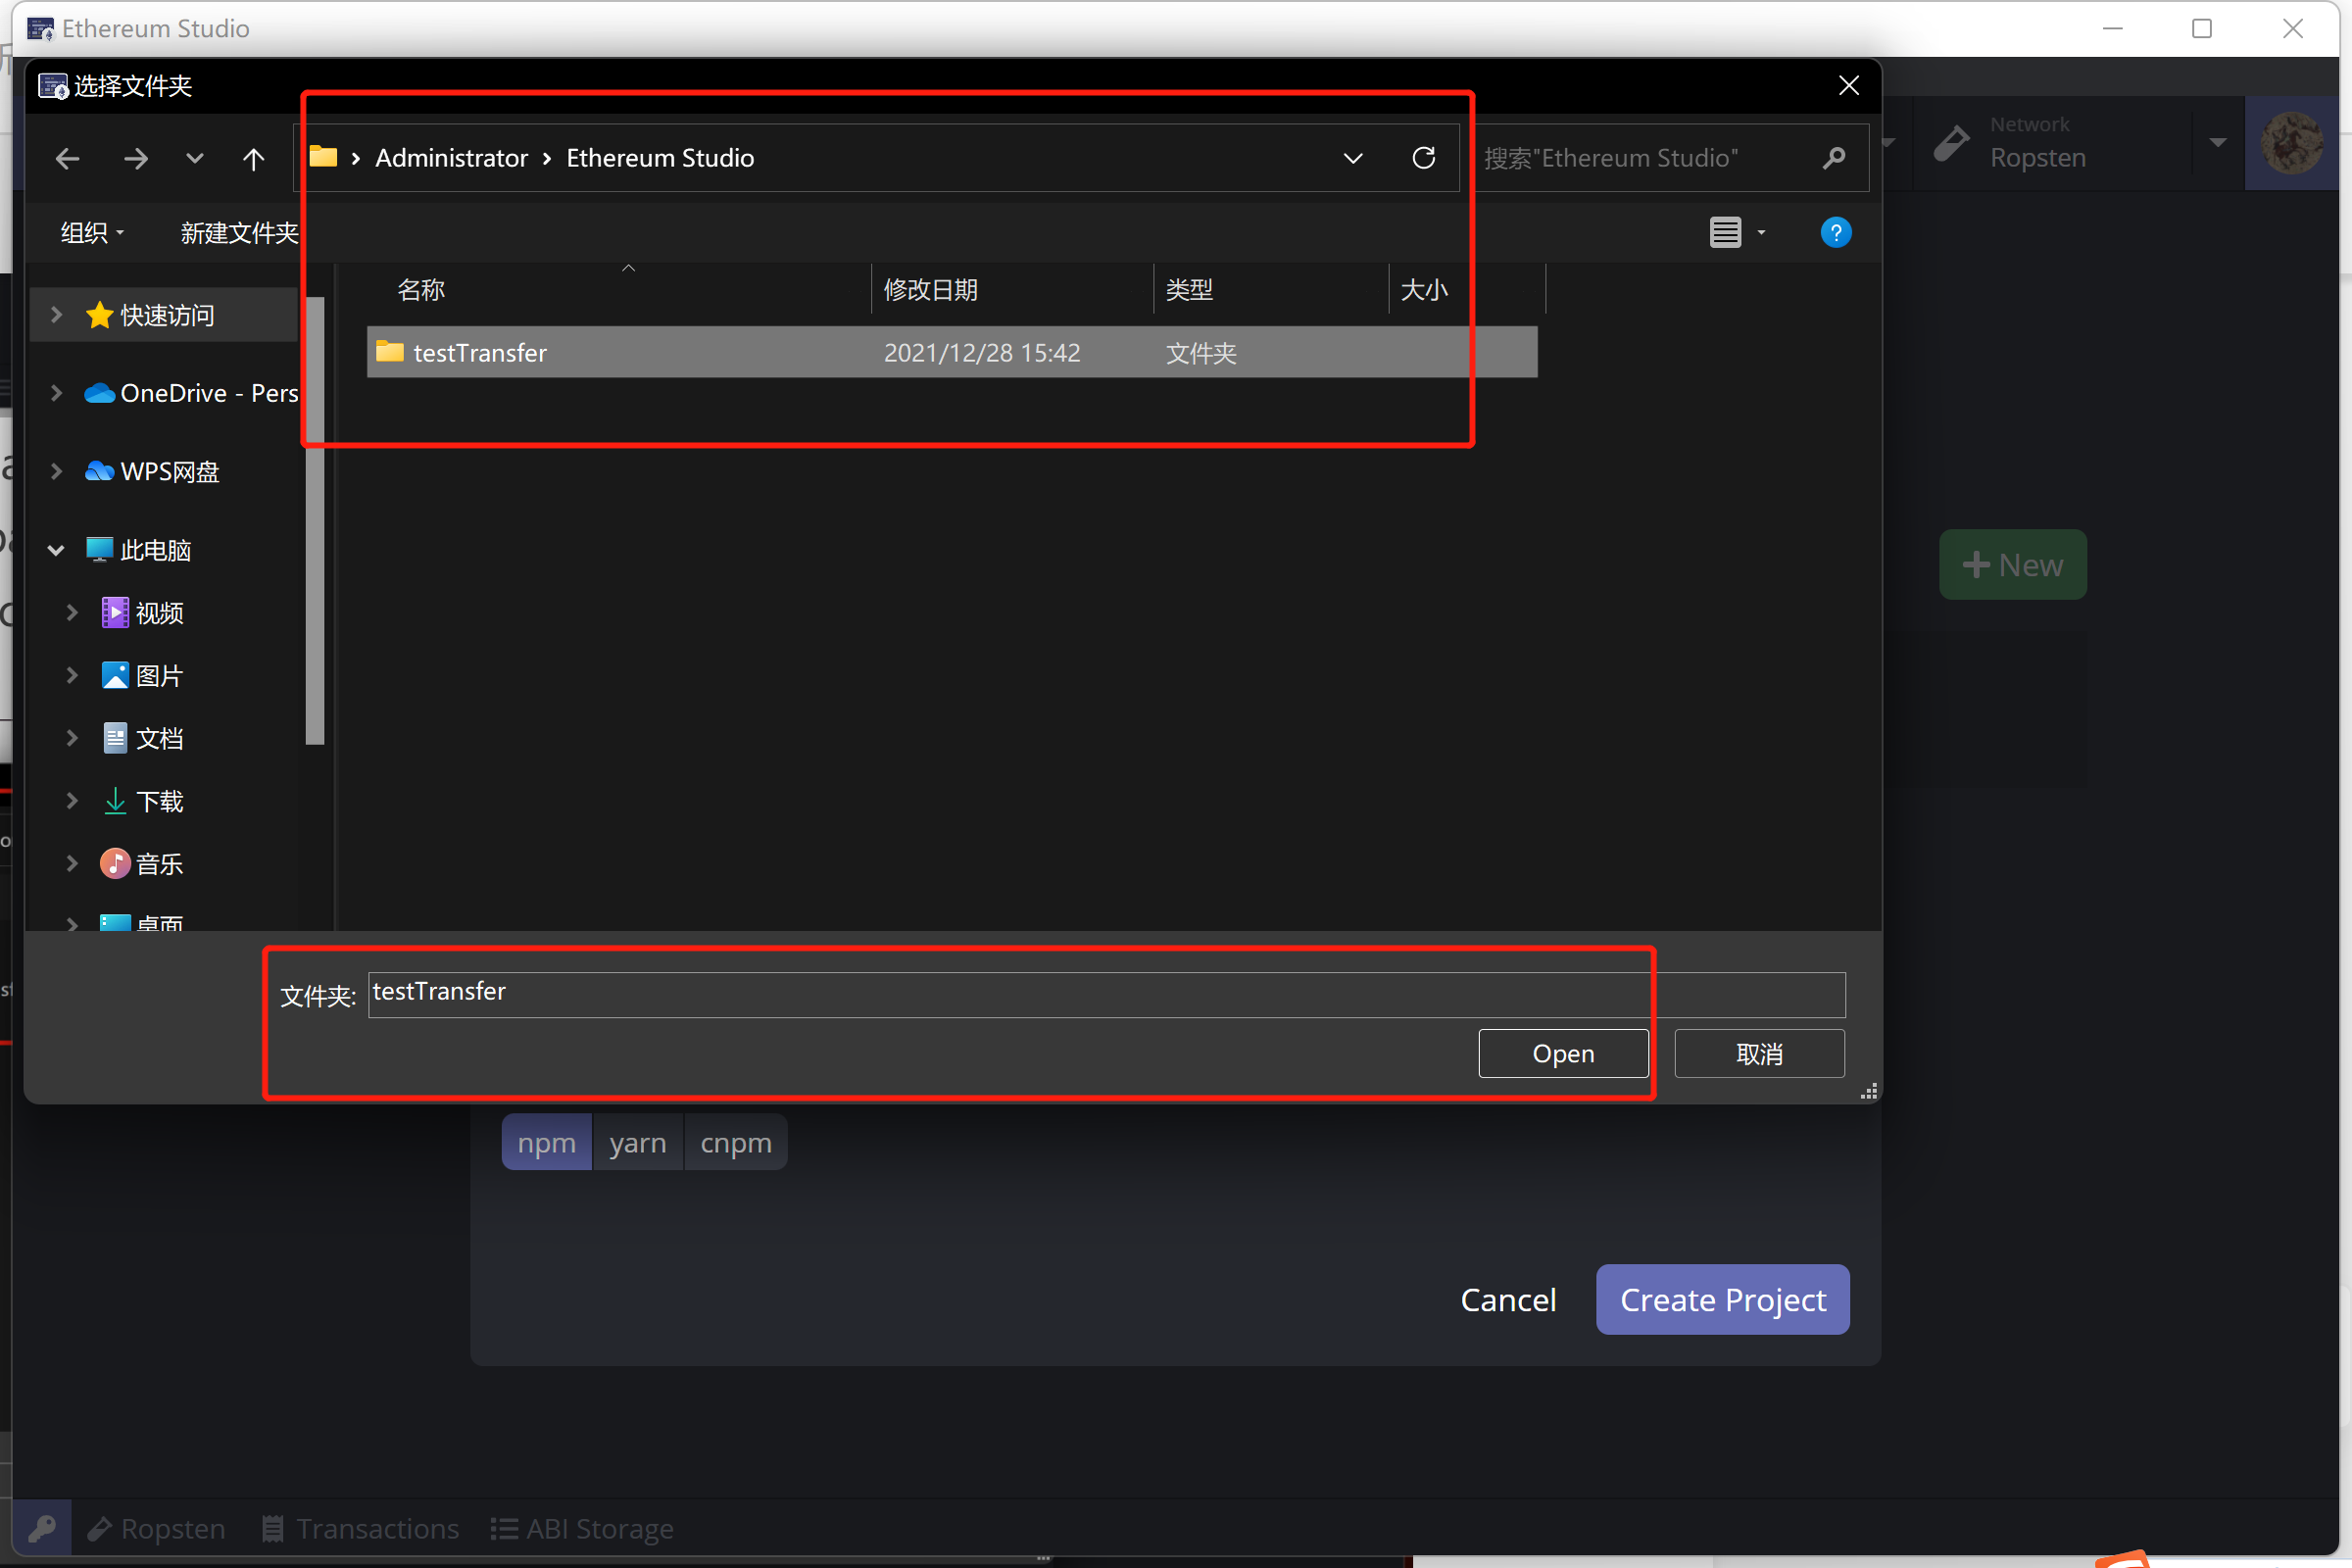 Ethereum Studio
选择文件夹
Administrator
Ethereum Studio
搜索"Ethereum Studio"
Network
Ropsten
组织
新建文件夹
名称
修改日期
类型
大小
快速访问
testTransfer
2021/12/28 15:42
文件夹
OneDrive - Pers
WPS网盘
此电脑
New
视频
图片
文档
下载
音乐
桌面
文件夹:
testTransfer
Open
取消
npm
yarn
cnpm
Cancel
Create Project
Ropsten
Transactions
ABI Storage